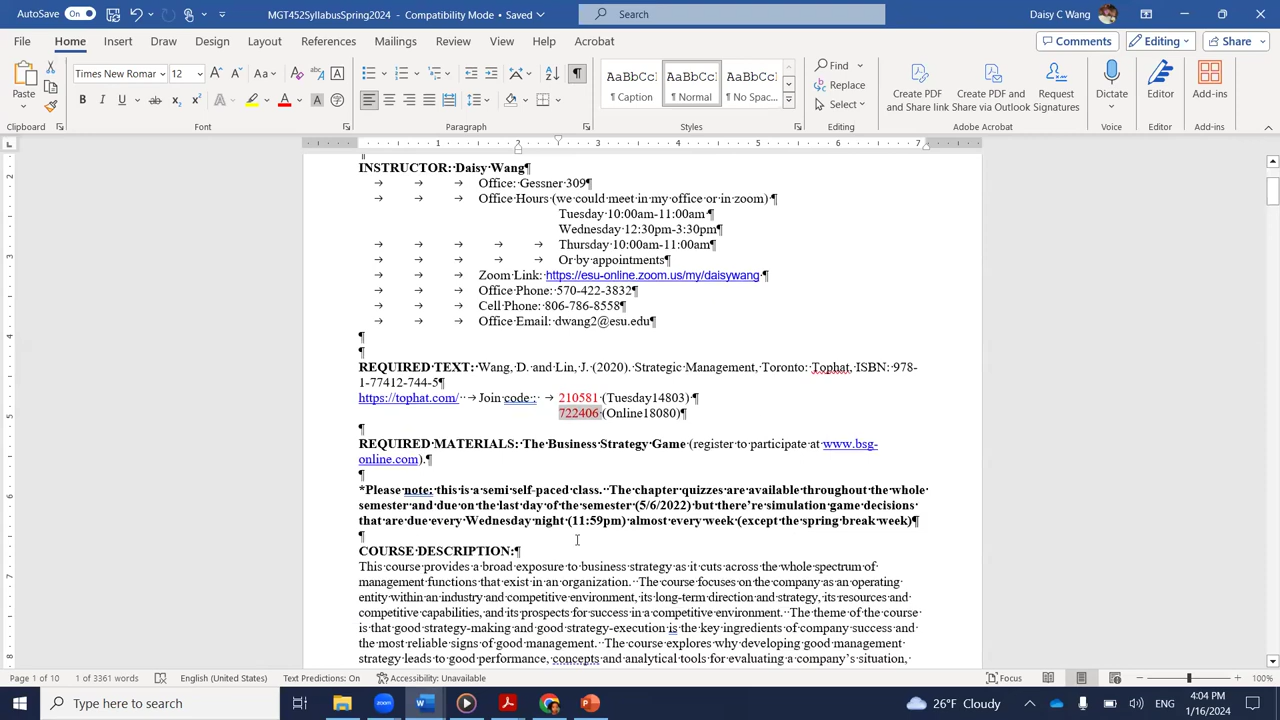 AutoSave On MGT452SyllabusSpring2024 Search Daisy C Wang
File Home Insert Draw Design Layout References Mailings Review View Help Acrobat Comments Editing Share
Paste Times New Roman 12 Find Replace Select
AaBbCcI AaBbCcI AaBbCcI
¶ Caption ¶ Normal ¶ No Spac...
Create PDF and Share link Create PDF and Share via Outlook Request Signatures Dictate Editor Add-ins
Clipboard Font Paragraph Styles Editing Adobe Acrobat Voice Editor Add-ins
1 2 3 4 5 6 7
INSTRUCTOR: Daisy Wang¶
Office: Gessner 309¶
Office Hours (we could meet in my office or in zoom)¶
Tuesday 10:00am-11:00am ¶
Wednesday 12:30pm-3:30pm¶
Thursday 10:00am-11:00am¶
Or by appointments¶
Zoom Link: https://esu-online.zoom.us/my/daisywang ¶
Office Phone: 570-422-3832¶
Cell Phone: 806-786-8558¶
Office Email: dwang2@esu.edu¶
¶
¶
REQUIRED TEXT: Wang, D. and Lin, J. (2020). Strategic Management, Toronto: Tophat, ISBN: 978-
1-77412-744-5¶
https://tophat.com/ → Join code: → 210581 (Tuesday14803) ¶
722406 (Online18080)¶
¶
REQUIRED MATERIALS: The Business Strategy Game (register to participate at www.bsg-
online.com).¶
¶
*Please note: this is a semi self-paced class. The chapter quizzes are available throughout the whole
semester and due on the last day of the semester (5/6/2022) but there're simulation game decisions
that are due every Wednesday night (11:59pm) almost every week (except the spring break week)¶
¶
COURSE DESCRIPTION:¶
This course provides a broad exposure to business strategy as it cuts across the whole spectrum of
management functions that exist in an organization. The course focuses on the company as an operating
entity within an industry and competitive environment, its long-term direction and strategy, its resources and
competitive capabilities, and its prospects for success in a competitive environment. The theme of the course
is that good strategy-making and good strategy-execution is the key ingredients of company success and
the most reliable signs of good management. The course explores why developing good management
strategy leads to good performance, concepts and analytical tools for evaluating a company's situation,
Page 1 of 10 1 of 3361 words English (United States) Text Predictions: On Accessibility: Unavailable Focus 100%
Type here to search zoom 26°F Cloudy 4:04 PM
1/16/2024